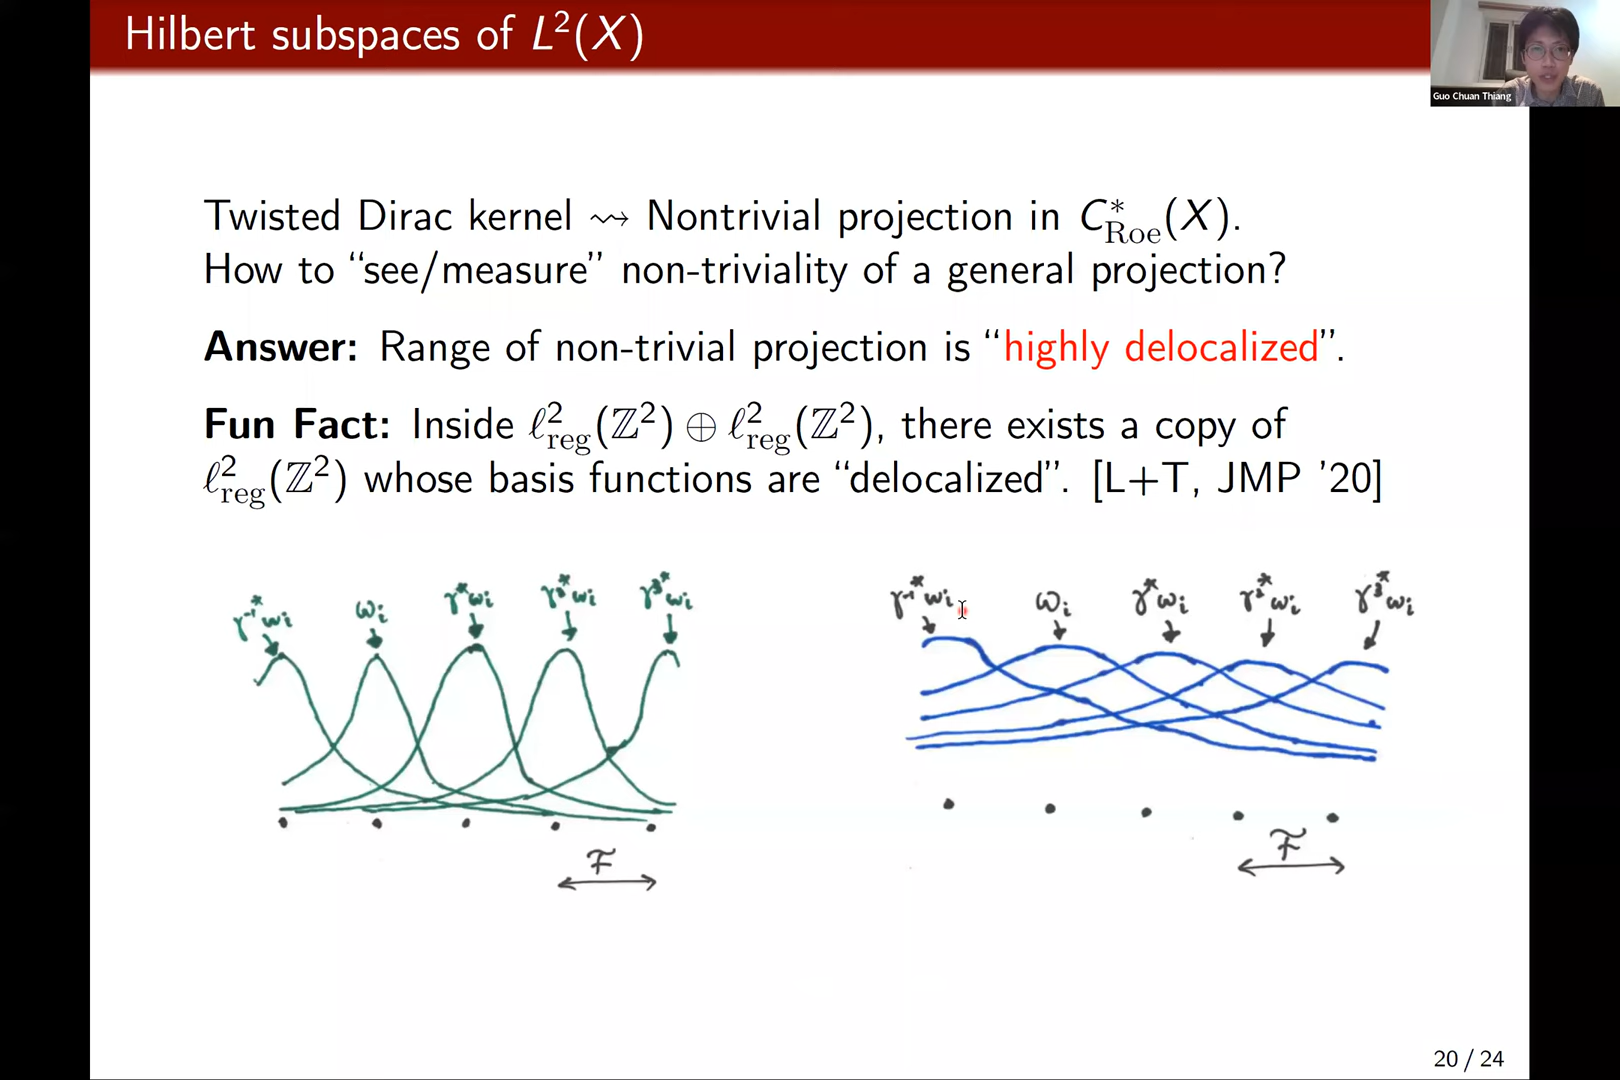 Hilbert subspaces of L²(X)
Guo Chuan Thiang
Twisted Dirac kernel ⇝ Nontrivial projection in C*_Roe(X).
How to “see/measure” non-triviality of a general projection?
Answer: Range of non-trivial projection is “highly delocalized”.
Fun Fact: Inside ℓ²_reg(ℤ²) ⊕ ℓ²_reg(ℤ²), there exists a copy of
ℓ²_reg(ℤ²) whose basis functions are “delocalized”. [L+T, JMP '20]
γ⁻¹*ωi ωi γ*ωi γ²*ωi γ³*ωi
γ⁻¹*ωi ωi γ*ωi γ²*ωi γ³*ωi
F
F
20 / 24